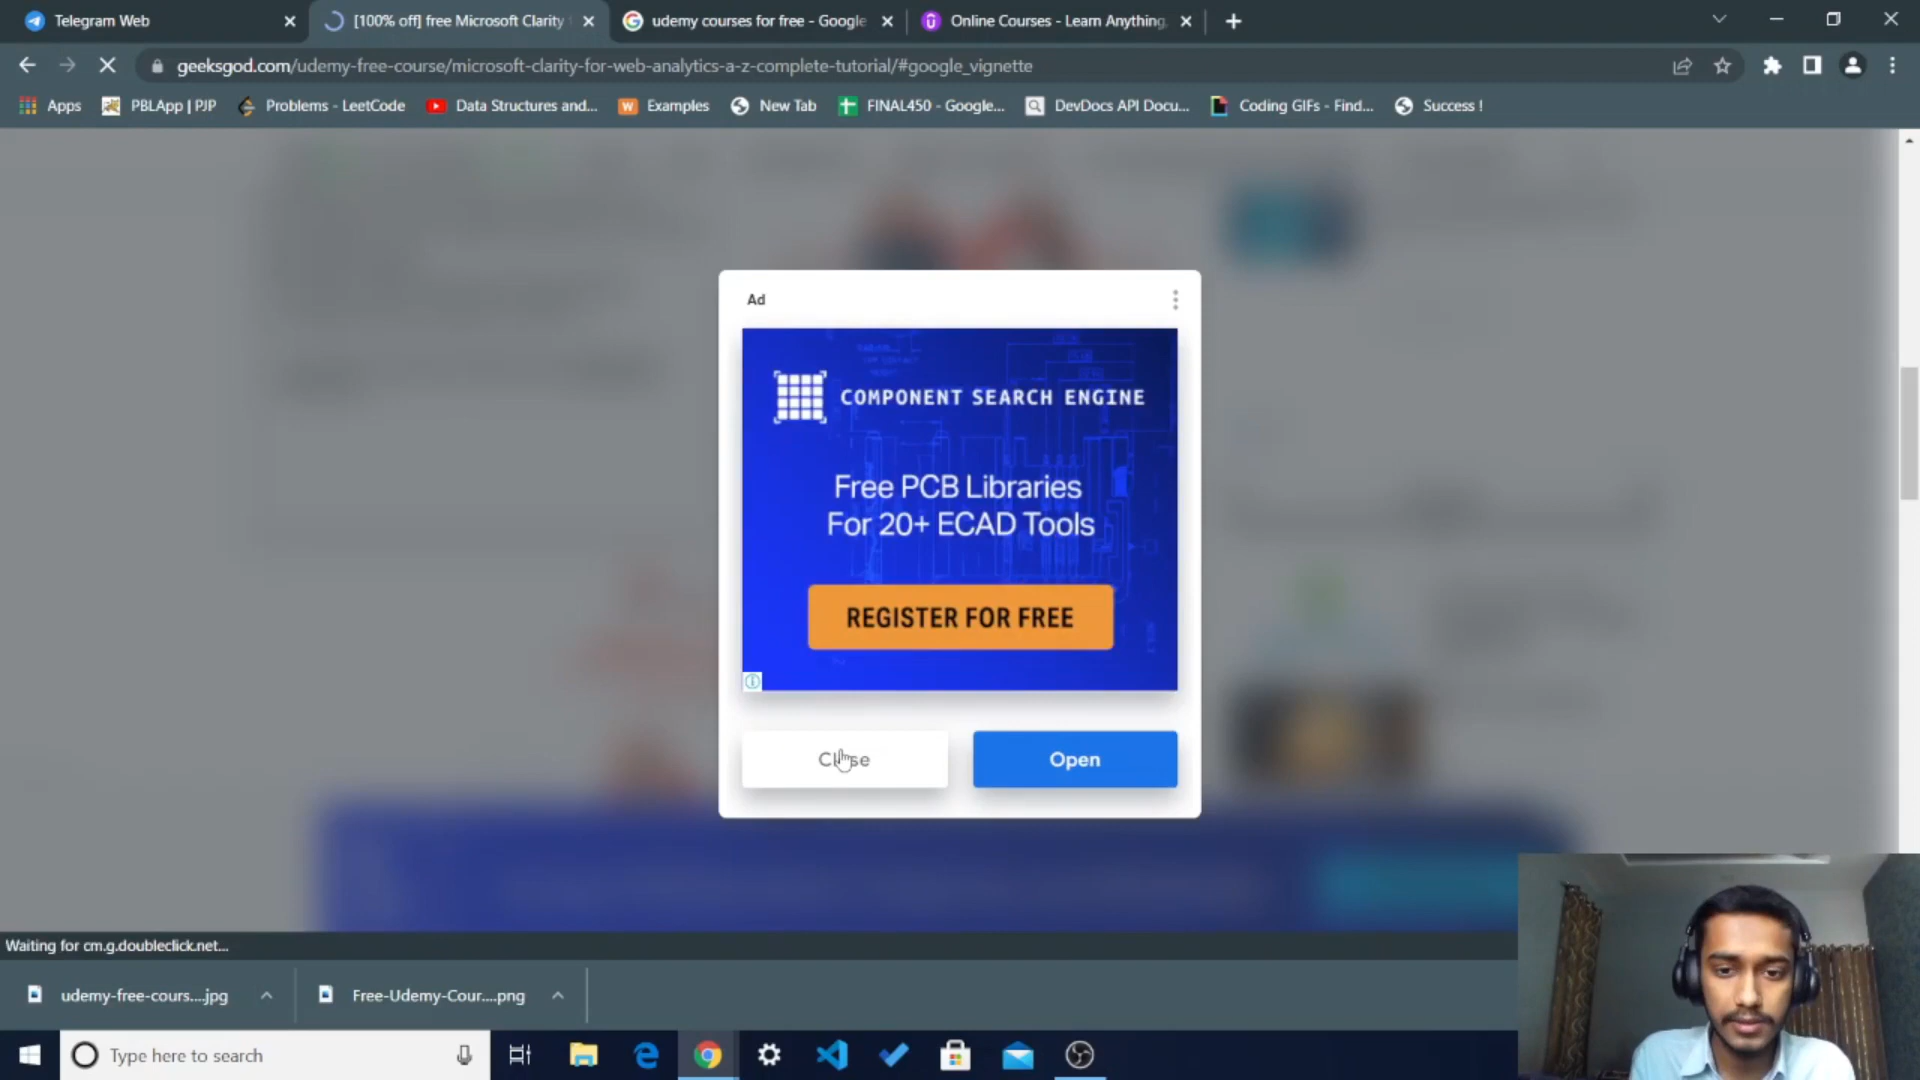 Telegram Web
[100% off] free Microsoft Clarity
udemy courses for free - Google
Online Courses - Learn Anything,
geeksgod.com/udemy-free-course/microsoft-clarity-for-web-analytics-a-z-complete-tutorial/#google_vignette
Apps
PBLApp | PJP
Problems - LeetCode
Data Structures and...
Examples
New Tab
FINAL450 - Google...
DevDocs API Docu...
Coding GIFs - Find...
Success !
Ad
COMPONENT SEARCH ENGINE
Free PCB Libraries
For 20+ ECAD Tools
REGISTER FOR FREE
Close
Open
Waiting for cm.g.doubleclick.net...
udemy-free-cours....jpg
Free-Udemy-Cour....png
Type here to search